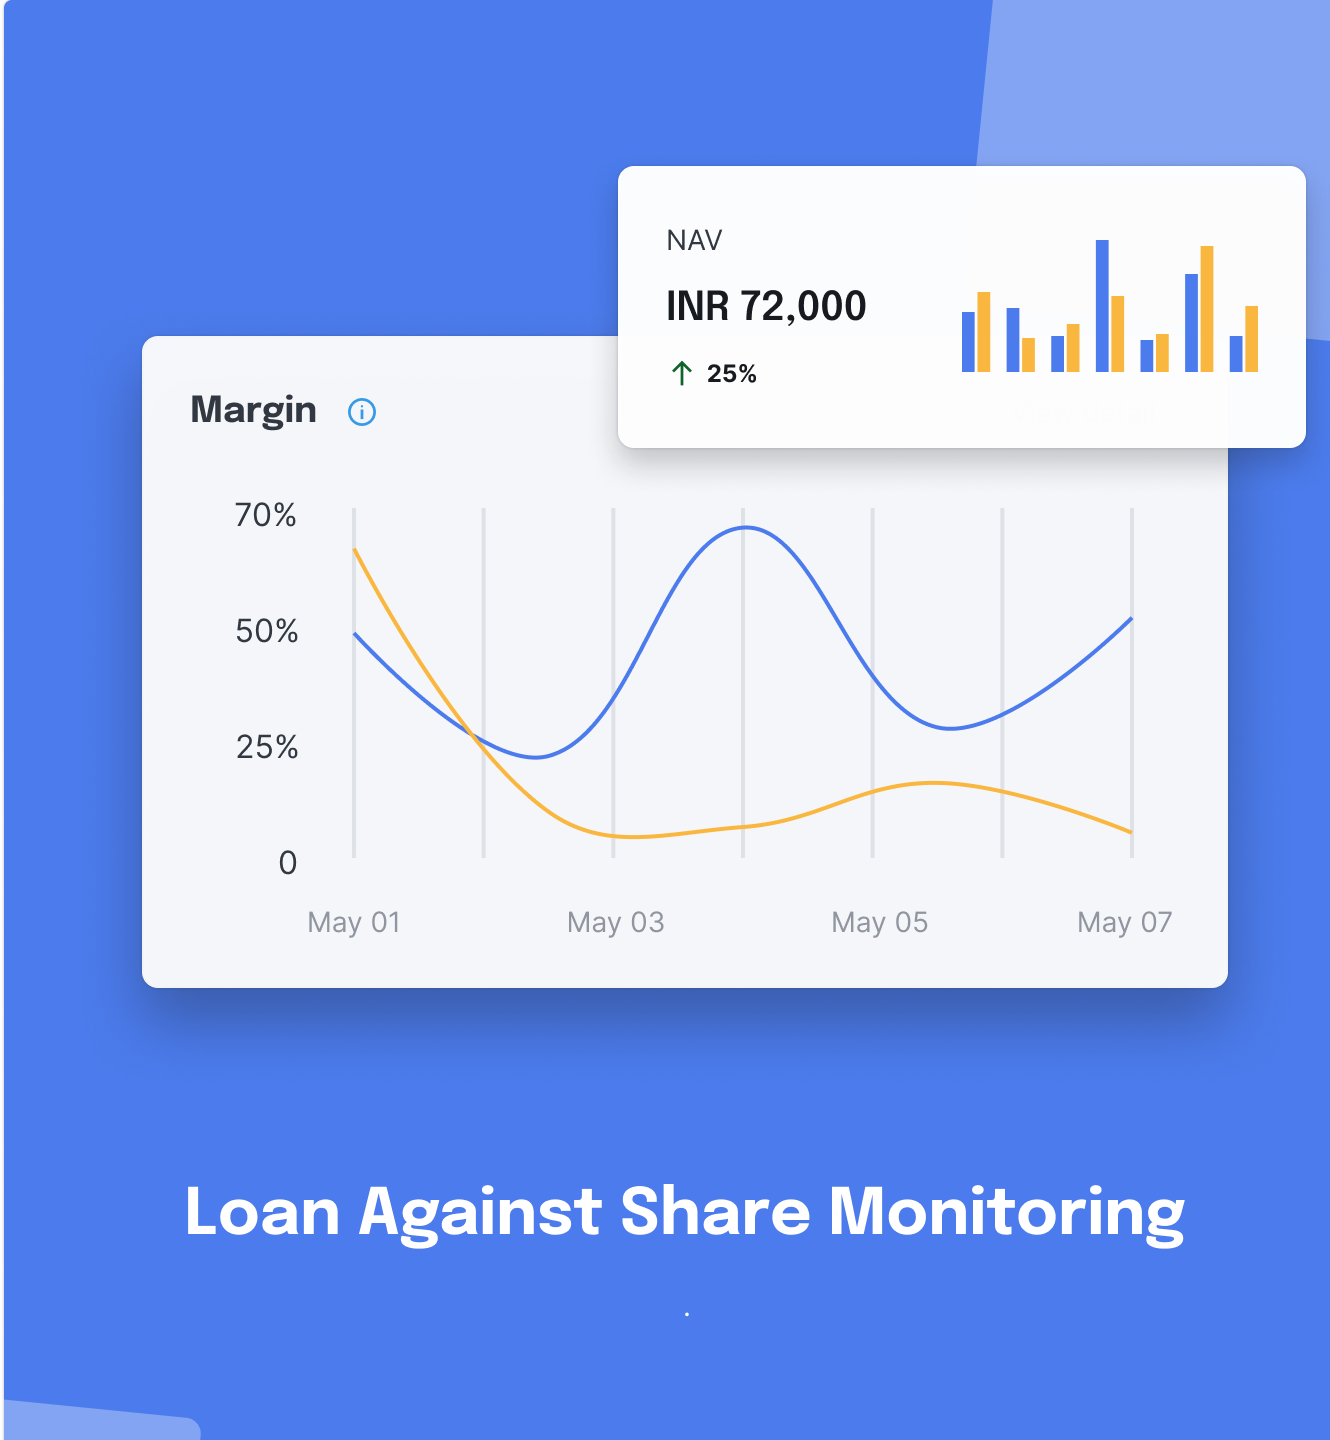 NAV
INR 72,000
↑ 25%
Margin
70%
50%
25%
0
May 01 May 03 May 05 May 07
Loan Against Share Monitoring
.